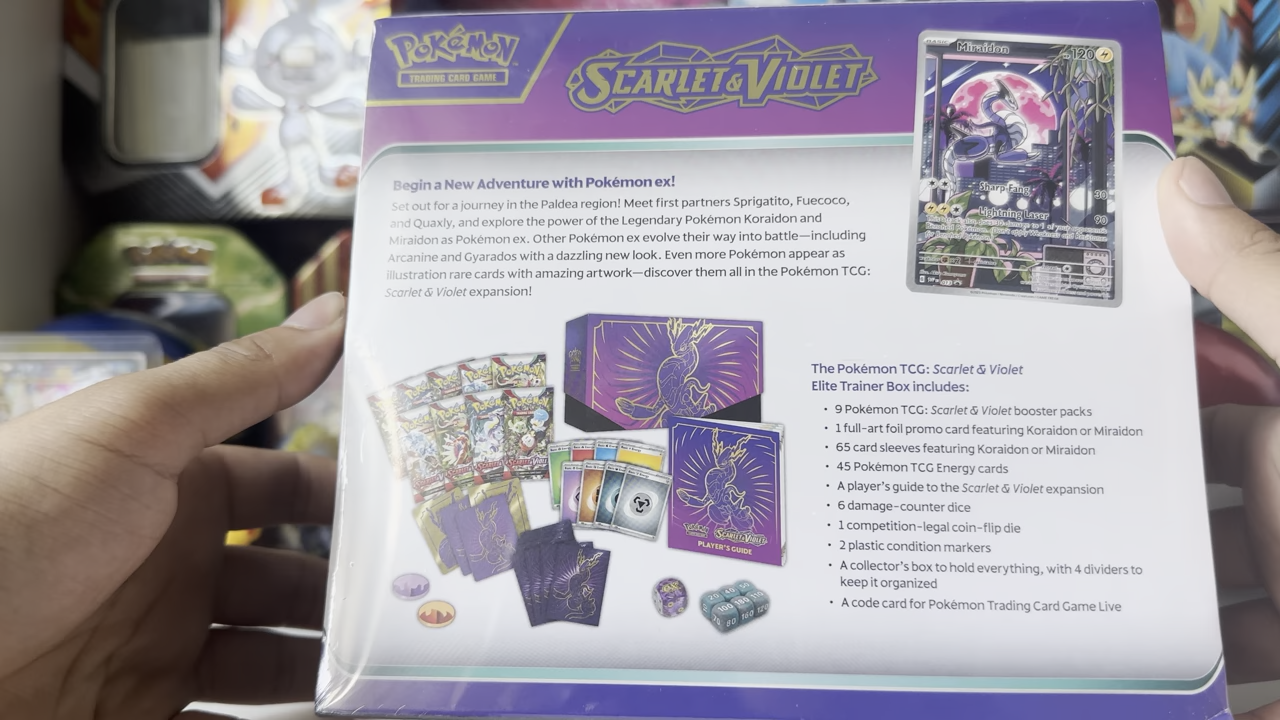 POKéMON
TRADING CARD GAME
SCARLET & VIOLET
Miraidon
120
Sharp Fang
30
Lightning Laser
90
Begin a New Adventure with Pokémon ex!
Set out for a journey in the Paldea region! Meet first partners Sprigatito, Fuecoco,
and Quaxly, and explore the power of the Legendary Pokémon Koraidon and
Miraidon as Pokémon ex. Other Pokémon ex evolve their way into battle—including
Arcanine and Gyarados with a dazzling new look. Even more Pokémon appear as
illustration rare cards with amazing artwork—discover them all in the Pokémon TCG:
Scarlet & Violet expansion!
The Pokémon TCG: Scarlet & Violet
Elite Trainer Box includes:
• 9 Pokémon TCG: Scarlet & Violet booster packs
• 1 full-art foil promo card featuring Koraidon or Miraidon
• 65 card sleeves featuring Koraidon or Miraidon
• 45 Pokémon TCG Energy cards
• A player's guide to the Scarlet & Violet expansion
• 6 damage-counter dice
• 1 competition-legal coin-flip die
• 2 plastic condition markers
• A collector's box to hold everything, with 4 dividers to
keep it organized
• A code card for Pokémon Trading Card Game Live
SCARLET & VIOLET
PLAYER'S GUIDE